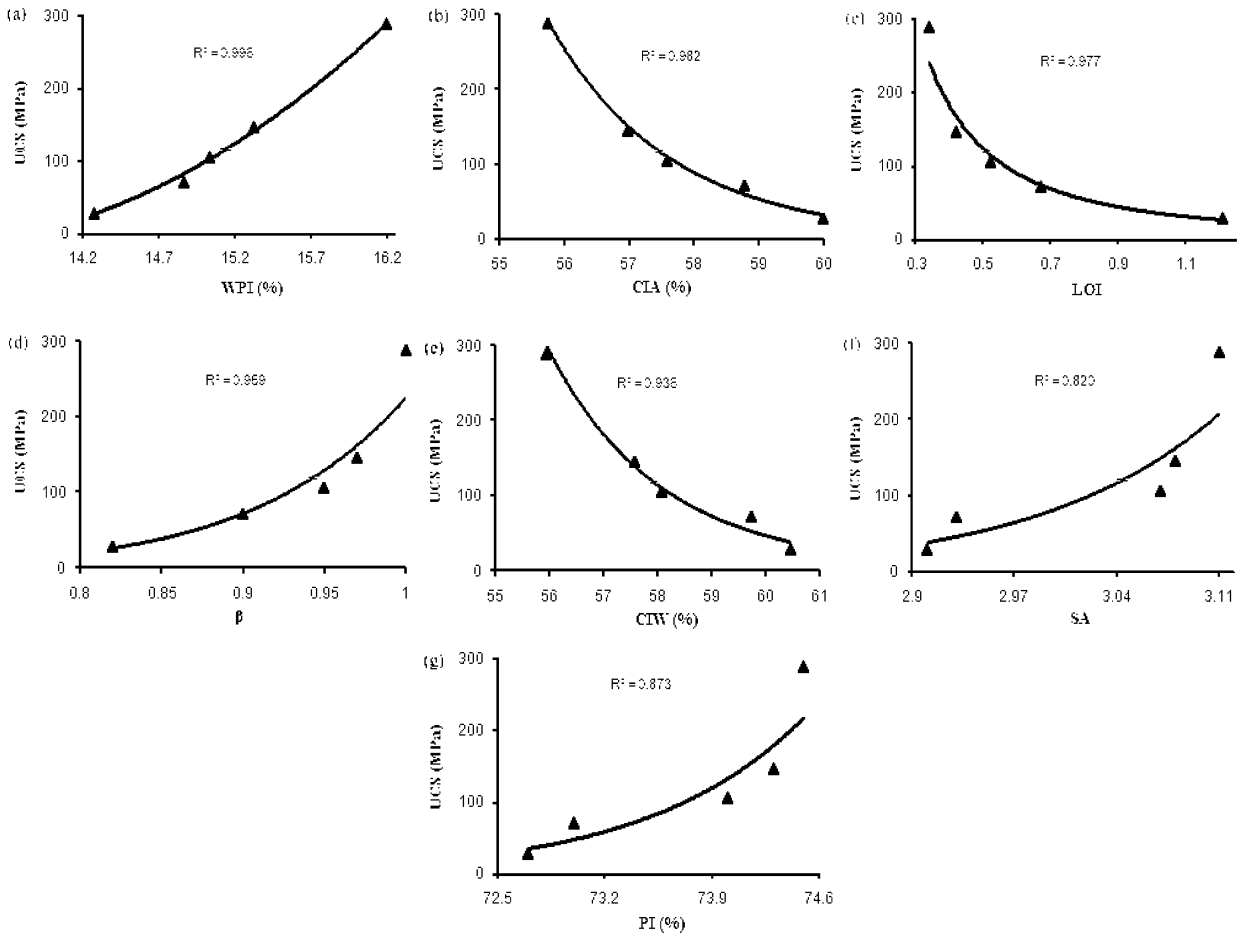 (a)
300
200
100
0
UCS (MPa)
R² = 0.998
14.2 14.7 15.2 15.7 16.2
WPI (%)
(b)
300
200
100
0
UCS (MPa)
R² = 0.982
55 56 57 58 59 60
CIA (%)
(c)
300
200
100
0
UCS (MPa)
R² = 0.977
0.3 0.5 0.7 0.9 1.1
LOI
(d)
300
200
100
0
UCS (MPa)
R² = 0.959
0.8 0.85 0.9 0.95 1
β
(e)
300
200
100
0
UCS (MPa)
R² = 0.938
55 56 57 58 59 60 61
CIW (%)
(f)
300
200
100
0
UCS (MPa)
R² = 0.820
2.9 2.97 3.04 3.11
SA
(g)
300
200
100
0
UCS (MPa)
R² = 0.873
72.5 73.2 73.9 74.6
PI (%)